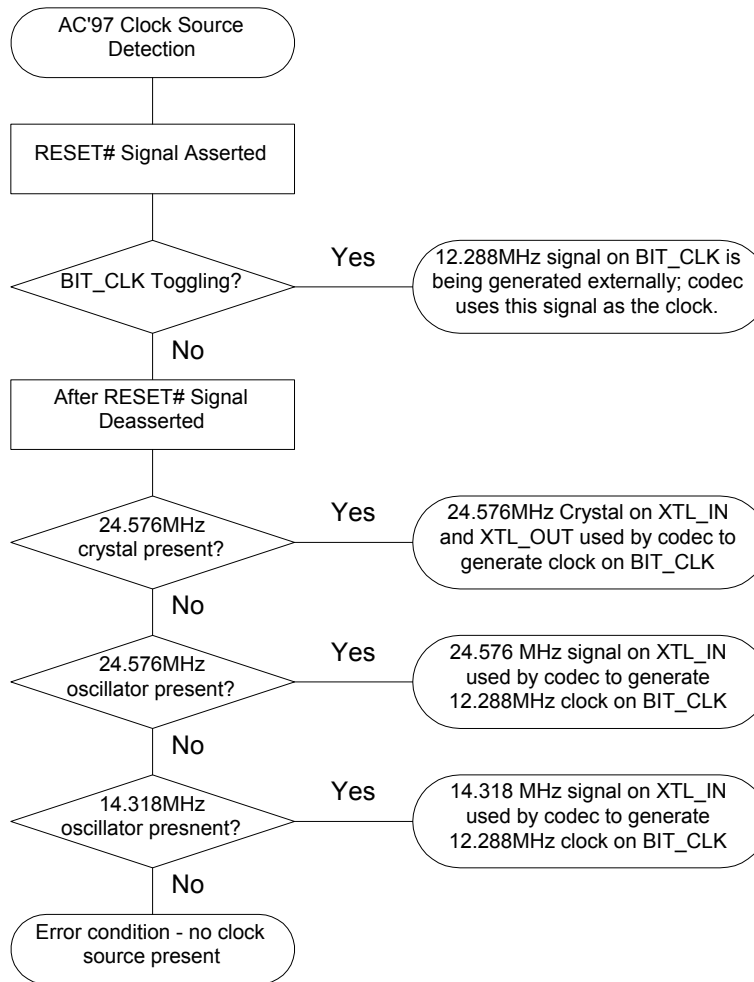 AC'97 Clock Source
Detection
RESET# Signal Asserted
BIT_CLK Toggling?
Yes
12.288MHz signal on BIT_CLK is
being generated externally; codec
uses this signal as the clock.
No
After RESET# Signal
Deasserted
24.576MHz
crystal present?
Yes
24.576MHz Crystal on XTL_IN
and XTL_OUT used by codec to
generate clock on BIT_CLK
No
24.576MHz
oscillator present?
Yes
24.576 MHz signal on XTL_IN
used by codec to generate
12.288MHz clock on BIT_CLK
No
14.318MHz
oscillator presnent?
Yes
14.318 MHz signal on XTL_IN
used by codec to generate
12.288MHz clock on BIT_CLK
No
Error condition - no clock
source present